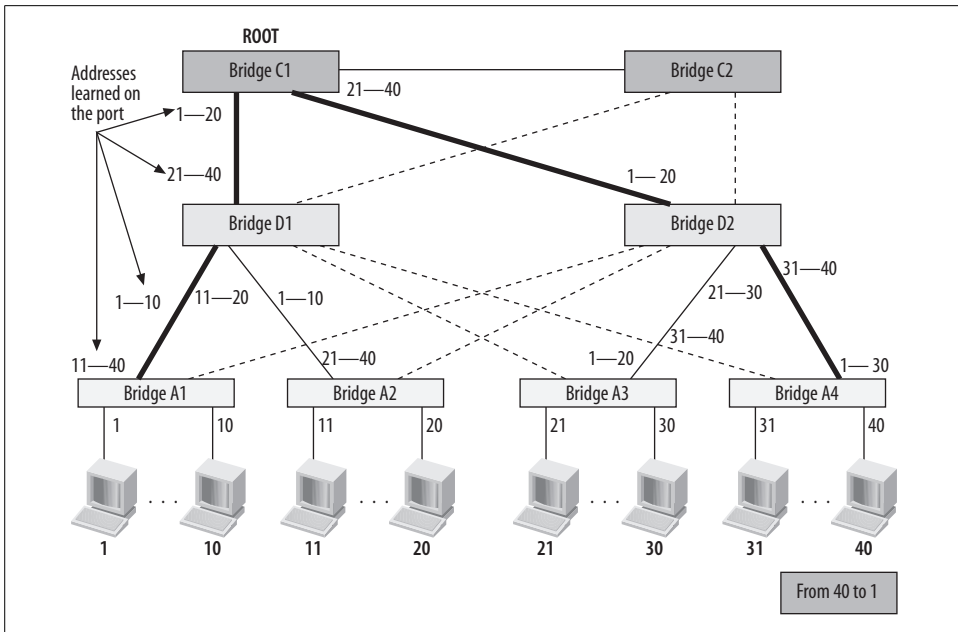 ROOT
Bridge C1
Bridge C2
Addresses
learned on
the port
21—40
1—20
21—40
1— 20
Bridge D1
Bridge D2
31—40
1—10
11—20
1—10
21—30
31—40
11—40
21—40
1—20
1— 30
Bridge A1
Bridge A2
Bridge A3
Bridge A4
1
10
11
20
21
30
31
40
. . .
. . .
. . .
. . .
1
10
11
20
21
30
31
40
From 40 to 1